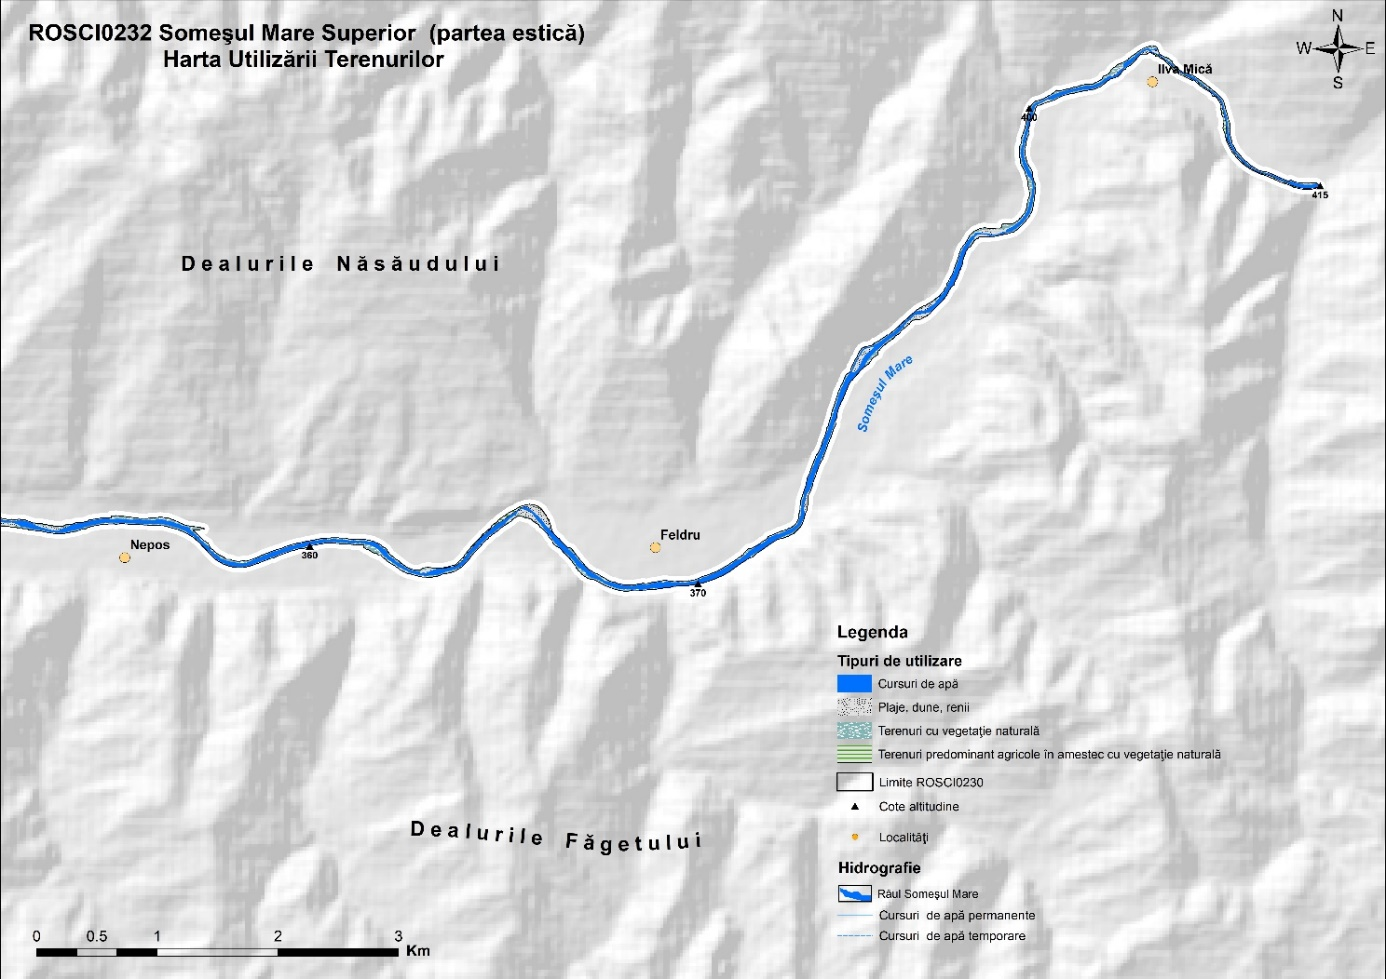 ROSCI0232 Someşul Mare Superior (partea estică)
Harta Utilizării Terenurilor
N
W E
S
Ilva Mică
400
415
Dealurile Năsăudului
Someşul Mare
Nepos
360
Feldru
370
Legenda
Tipuri de utilizare
Cursuri de apă
Plaje, dune, renii
Terenuri cu vegetaţie naturală
Terenuri predominant agricole în amestec cu vegetaţie naturală
Limite ROSCI0230
Cote altitudine
Localităţi
Dealurile Făgetului
Hidrografie
Râul Someşul Mare
Cursuri de apă permanente
Cursuri de apă temporare
0 0.5 1 2 3
Km